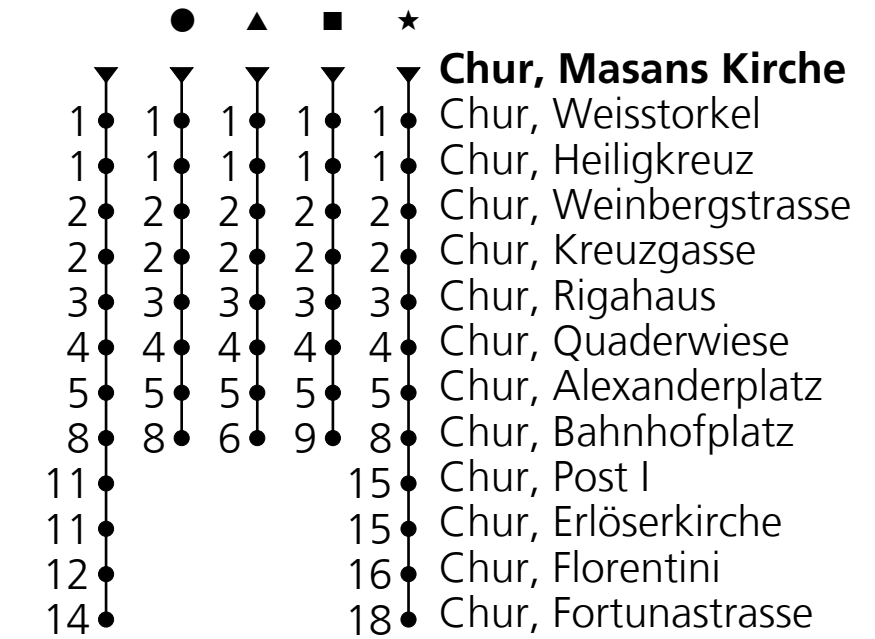 ● ▲ ■ ★
Chur, Masans Kirche
1 1 1 1 1 Chur, Weisstorkel
1 1 1 1 1 Chur, Heiligkreuz
2 2 2 2 2 Chur, Weinbergstrasse
2 2 2 2 2 Chur, Kreuzgasse
3 3 3 3 3 Chur, Rigahaus
4 4 4 4 4 Chur, Quaderwiese
5 5 5 5 5 Chur, Alexanderplatz
8 8 6 9 8 Chur, Bahnhofplatz
11 15 Chur, Post I
11 15 Chur, Erlöserkirche
12 16 Chur, Florentini
14 18 Chur, Fortunastrasse